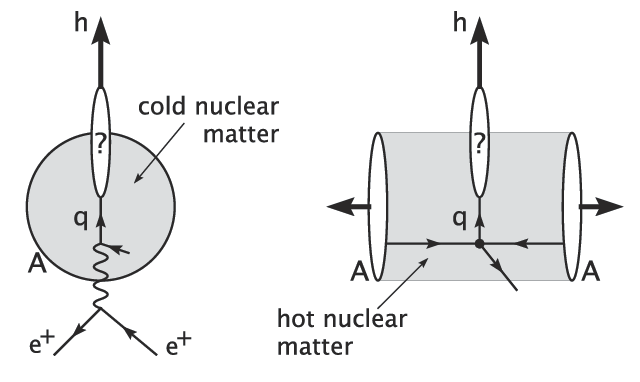 h
cold nuclear
matter
?
q
A
e+
e+
h
?
q
A
A
hot nuclear
matter